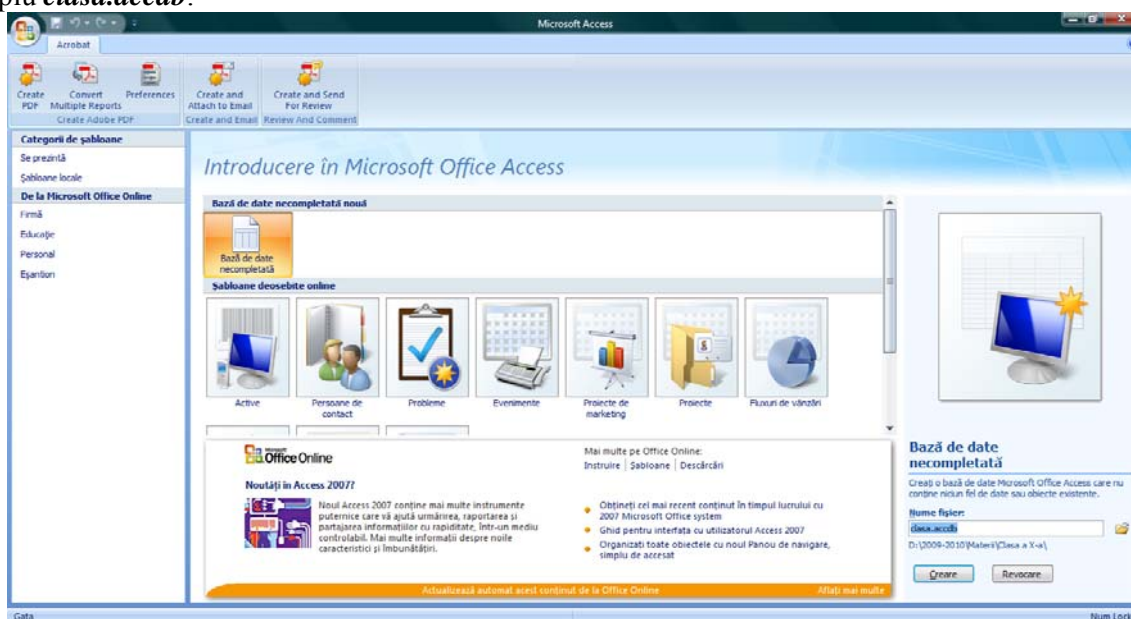 clasa.accdb.
Microsoft Access
Acrobat
Create PDF
Convert Multiple Reports
Preferences
Create and Attach to Email
Create and Send For Review
Create Adobe PDF
Create and Email
Review And Comment
Categorii de șabloane
Se prezintă
Șabloane locale
De la Microsoft Office Online
Firmă
Educație
Personal
Eșantion
Introducere în Microsoft Office Access
Bază de date necompletată nouă
Bază de date
necompletată
Șabloane deosebite online
Active
Persoane de
contact
Probleme
Evenimente
Proiecte de
marketing
Proiecte
Fluxuri de vânzări
Microsoft
Office Online
Noutăți in Access 2007?
Noul Access 2007 conține mai multe instrumente
puternice care vă ajută urmărirea, raportarea și
partajarea informațiilor cu rapiditate, într-un mediu
controlabil. Mai multe informații despre noile
caracteristici și îmbunătățiri.
Mai multe pe Office Online:
Instruire | Șabloane | Descărcări
Obțineți cel mai recent conținut în timpul lucrului cu
2007 Microsoft Office system
Ghid pentru interfața cu utilizatorul Access 2007
Organizați toate obiectele cu noul Panou de navigare,
simplu de accesat
Actualizează automat acest conținut de la Office Online
Aflați mai multe
Bază de date
necompletată
Creați o bază de date Microsoft Office Access care nu
conține niciun fel de date sau obiecte existente.
Nume fișier:
clasa.accdb
D:\2009-2010\Materii\Clasa a X-a\
Creare
Revocare
Gata
Num Lock